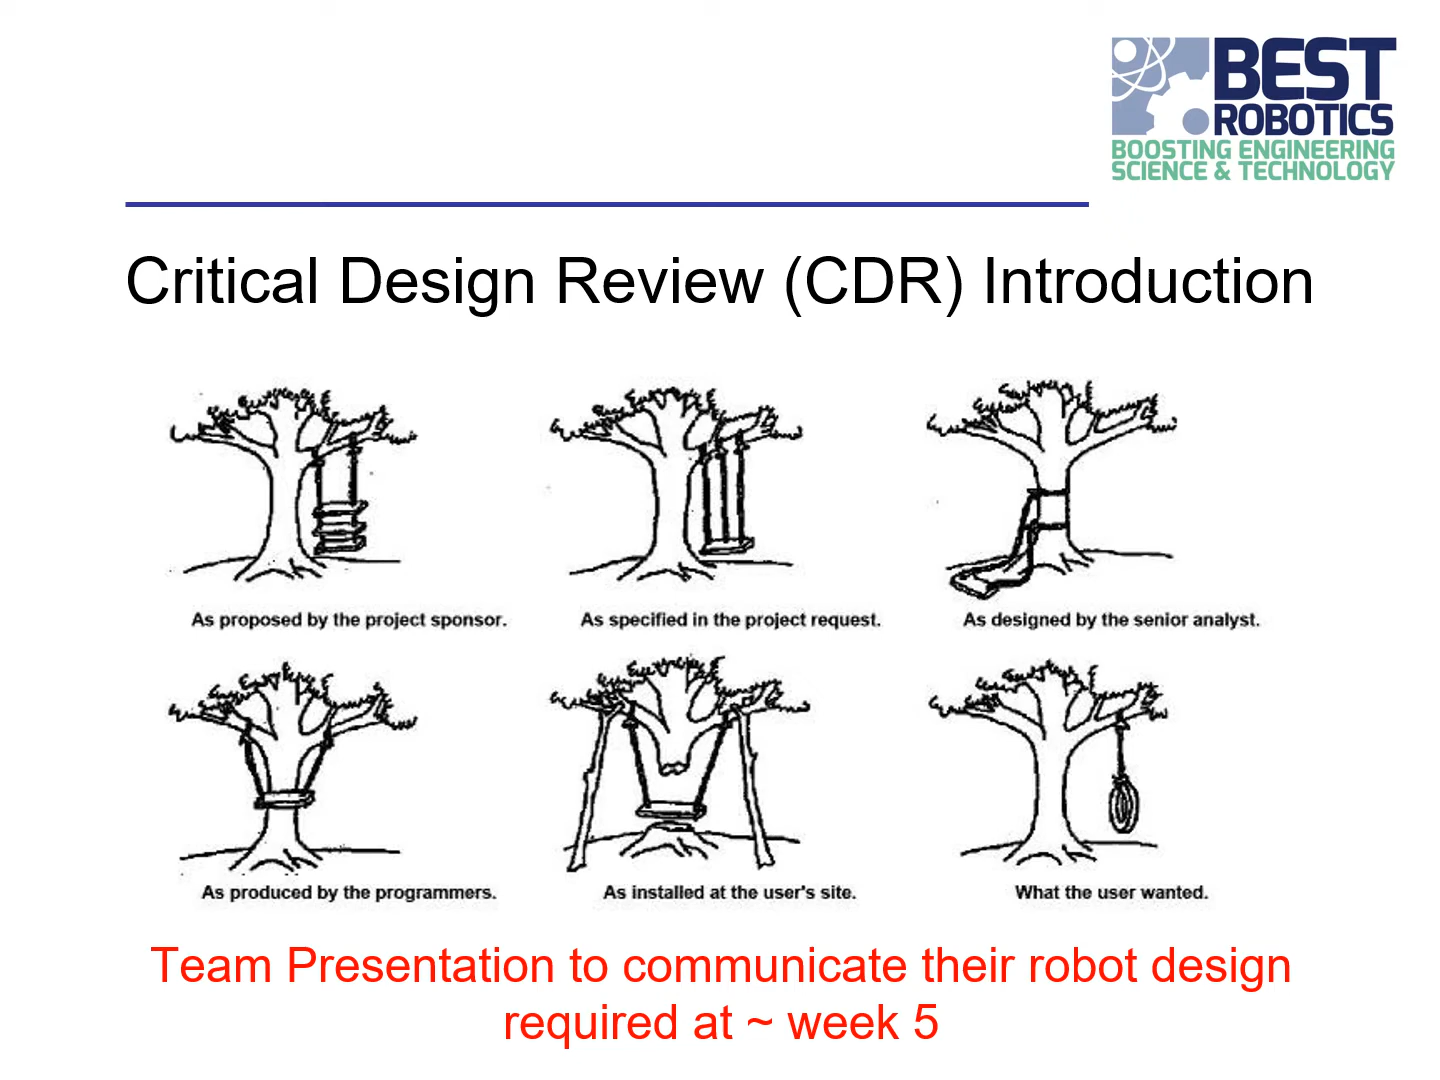 BEST
ROBOTICS
BOOSTING ENGINEERING
SCIENCE & TECHNOLOGY
Critical Design Review (CDR) Introduction
As proposed by the project sponsor.
As specified in the project request.
As designed by the senior analyst.
As produced by the programmers.
As installed at the user's site.
What the user wanted.
Team Presentation to communicate their robot design
required at ~ week 5